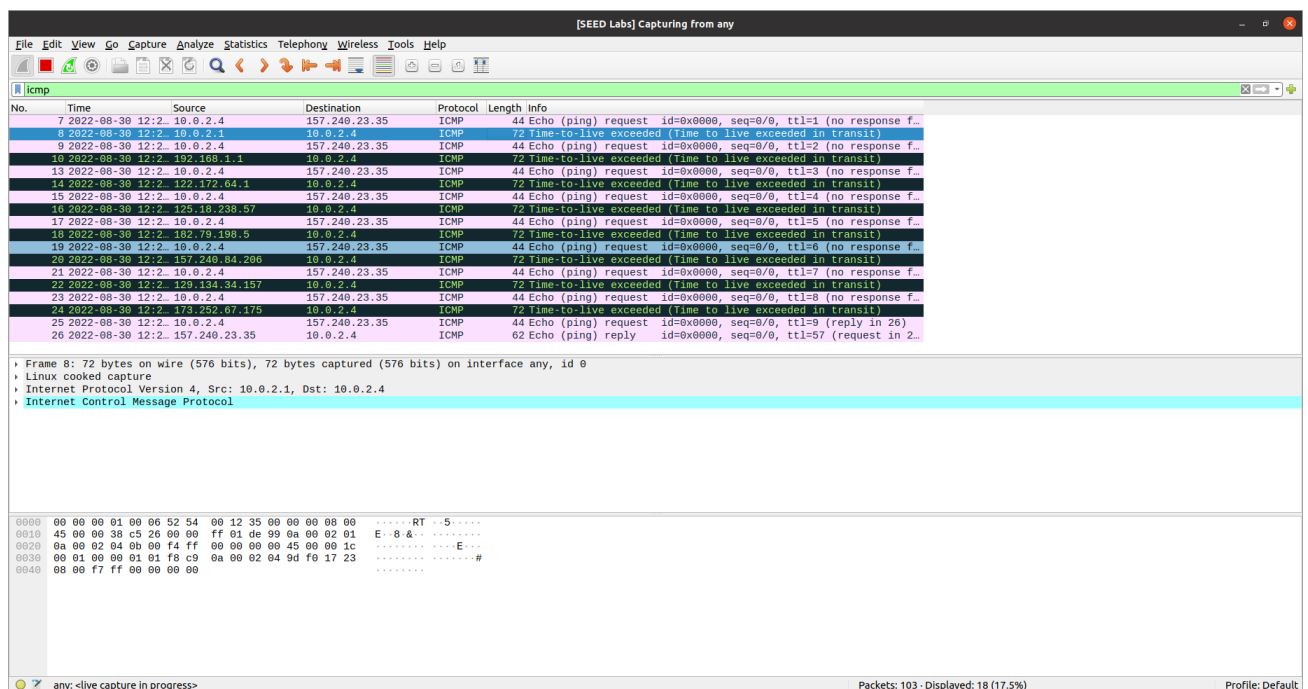 [SEED Labs] Capturing from any
File Edit View Go Capture Analyze Statistics Telephony Wireless Tools Help
icmp
No. Time Source Destination Protocol Length Info
7 2022-08-30 12:2… 10.0.2.4 157.240.23.35 ICMP 44 Echo (ping) request id=0x0000, seq=0/0, ttl=1 (no response f…
8 2022-08-30 12:2… 10.0.2.1 10.0.2.4 ICMP 72 Time-to-live exceeded (Time to live exceeded in transit)
9 2022-08-30 12:2… 10.0.2.4 157.240.23.35 ICMP 44 Echo (ping) request id=0x0000, seq=0/0, ttl=2 (no response f…
10 2022-08-30 12:2… 192.168.1.1 10.0.2.4 ICMP 72 Time-to-live exceeded (Time to live exceeded in transit)
13 2022-08-30 12:2… 10.0.2.4 157.240.23.35 ICMP 44 Echo (ping) request id=0x0000, seq=0/0, ttl=3 (no response f…
14 2022-08-30 12:2… 122.172.64.1 10.0.2.4 ICMP 72 Time-to-live exceeded (Time to live exceeded in transit)
15 2022-08-30 12:2… 10.0.2.4 157.240.23.35 ICMP 44 Echo (ping) request id=0x0000, seq=0/0, ttl=4 (no response f…
16 2022-08-30 12:2… 125.18.238.57 10.0.2.4 ICMP 72 Time-to-live exceeded (Time to live exceeded in transit)
17 2022-08-30 12:2… 10.0.2.4 157.240.23.35 ICMP 44 Echo (ping) request id=0x0000, seq=0/0, ttl=5 (no response f…
18 2022-08-30 12:2… 182.79.198.5 10.0.2.4 ICMP 72 Time-to-live exceeded (Time to live exceeded in transit)
19 2022-08-30 12:2… 10.0.2.4 157.240.23.35 ICMP 44 Echo (ping) request id=0x0000, seq=0/0, ttl=6 (no response f…
20 2022-08-30 12:2… 157.240.84.206 10.0.2.4 ICMP 72 Time-to-live exceeded (Time to live exceeded in transit)
21 2022-08-30 12:2… 10.0.2.4 157.240.23.35 ICMP 44 Echo (ping) request id=0x0000, seq=0/0, ttl=7 (no response f…
22 2022-08-30 12:2… 129.134.34.157 10.0.2.4 ICMP 72 Time-to-live exceeded (Time to live exceeded in transit)
23 2022-08-30 12:2… 10.0.2.4 157.240.23.35 ICMP 44 Echo (ping) request id=0x0000, seq=0/0, ttl=8 (no response f…
24 2022-08-30 12:2… 173.252.67.175 10.0.2.4 ICMP 72 Time-to-live exceeded (Time to live exceeded in transit)
25 2022-08-30 12:2… 10.0.2.4 157.240.23.35 ICMP 44 Echo (ping) request id=0x0000, seq=0/0, ttl=9 (reply in 26)
26 2022-08-30 12:2… 157.240.23.35 10.0.2.4 ICMP 62 Echo (ping) reply id=0x0000, seq=0/0, ttl=57 (request in 2…
Frame 8: 72 bytes on wire (576 bits), 72 bytes captured (576 bits) on interface any, id 0
Linux cooked capture
Internet Protocol Version 4, Src: 10.0.2.1, Dst: 10.0.2.4
Internet Control Message Protocol
0000 00 00 00 01 00 06 52 54 00 12 35 00 00 00 08 00 ······RT ··5·····
0010 45 00 00 38 c5 26 00 00 ff 01 de 99 0a 00 02 01 E··8·&·· ········
0020 0a 00 02 04 0b 00 f4 ff 00 00 00 00 45 00 00 1c ········ ····E···
0030 00 01 00 00 01 01 f8 c9 0a 00 02 04 9d f0 17 23 ········ ·······#
0040 08 00 f7 ff 00 00 00 00 ········
any: <live capture in progress> Packets: 103 · Displayed: 18 (17.5%) Profile: Default